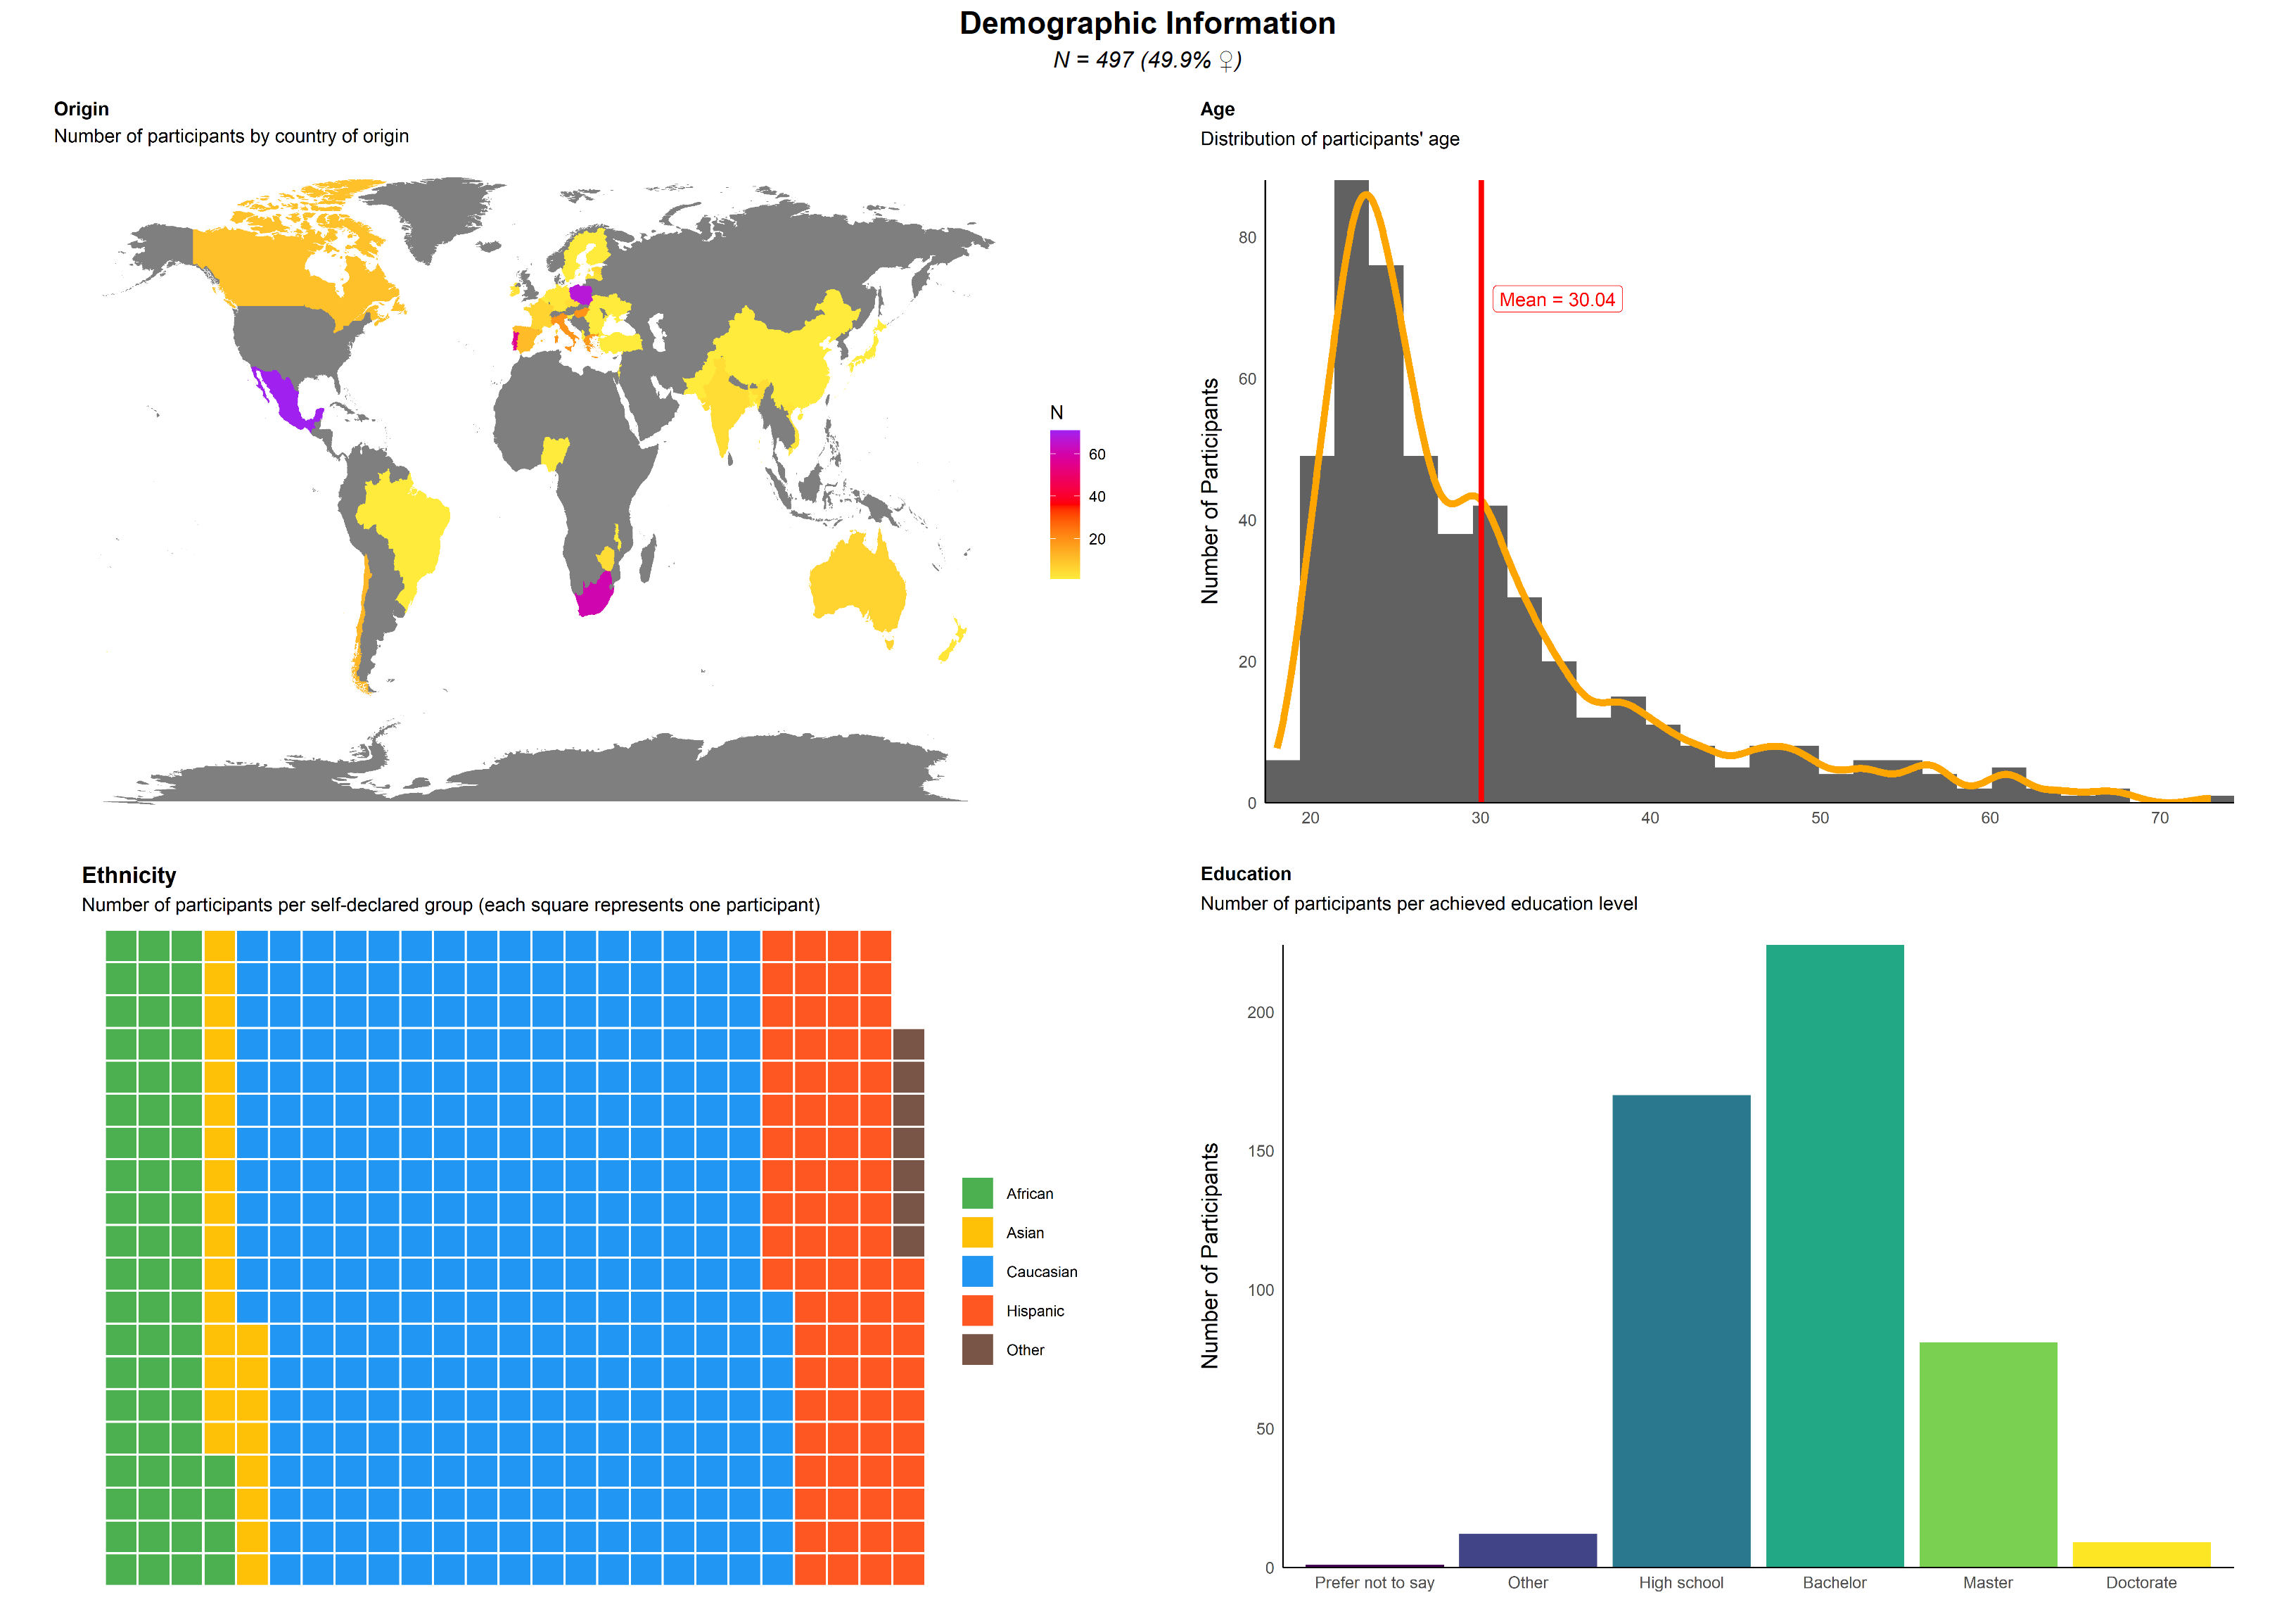 Demographic Information
N = 497 (49.9% ♀)
Origin
Number of participants by country of origin
N
60
40
20
Age
Distribution of participants' age
Number of Participants
80
60
40
20
0
Mean = 30.04
20 30 40 50 60 70
Ethnicity
Number of participants per self-declared group (each square represents one participant)
African
Asian
Caucasian
Hispanic
Other
Education
Number of participants per achieved education level
Number of Participants
200
150
100
50
0
Prefer not to say Other High school Bachelor Master Doctorate